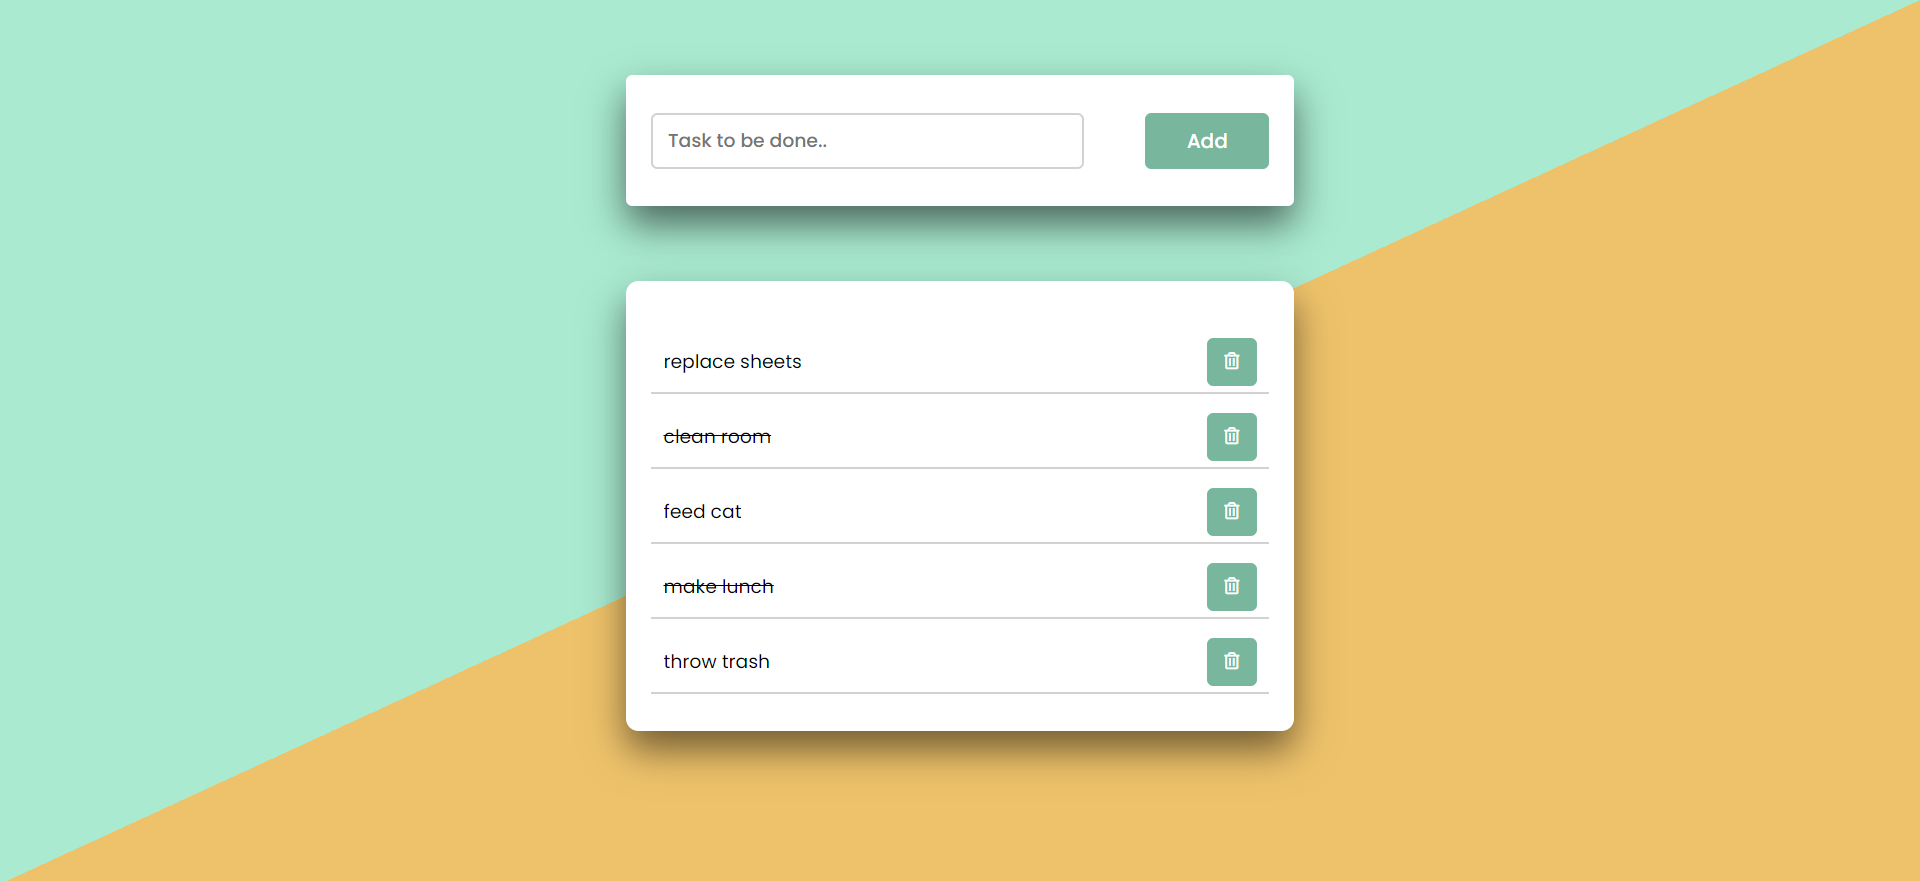 Task to be done..
Add
replace sheets
clean room
feed cat
make lunch
throw trash